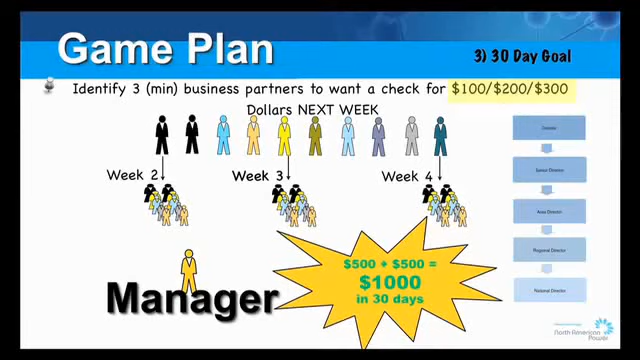 Game Plan
3) 30 Day Goal
Identify 3 (min) business partners to want a check for $100/$200/$300
Dollars NEXT WEEK
Week 2
Week 3
Week 4
Senior Director
Area Director
Regional Director
National Director
$500 + $500 =
$1000
in 30 days
Manager
North American
Power